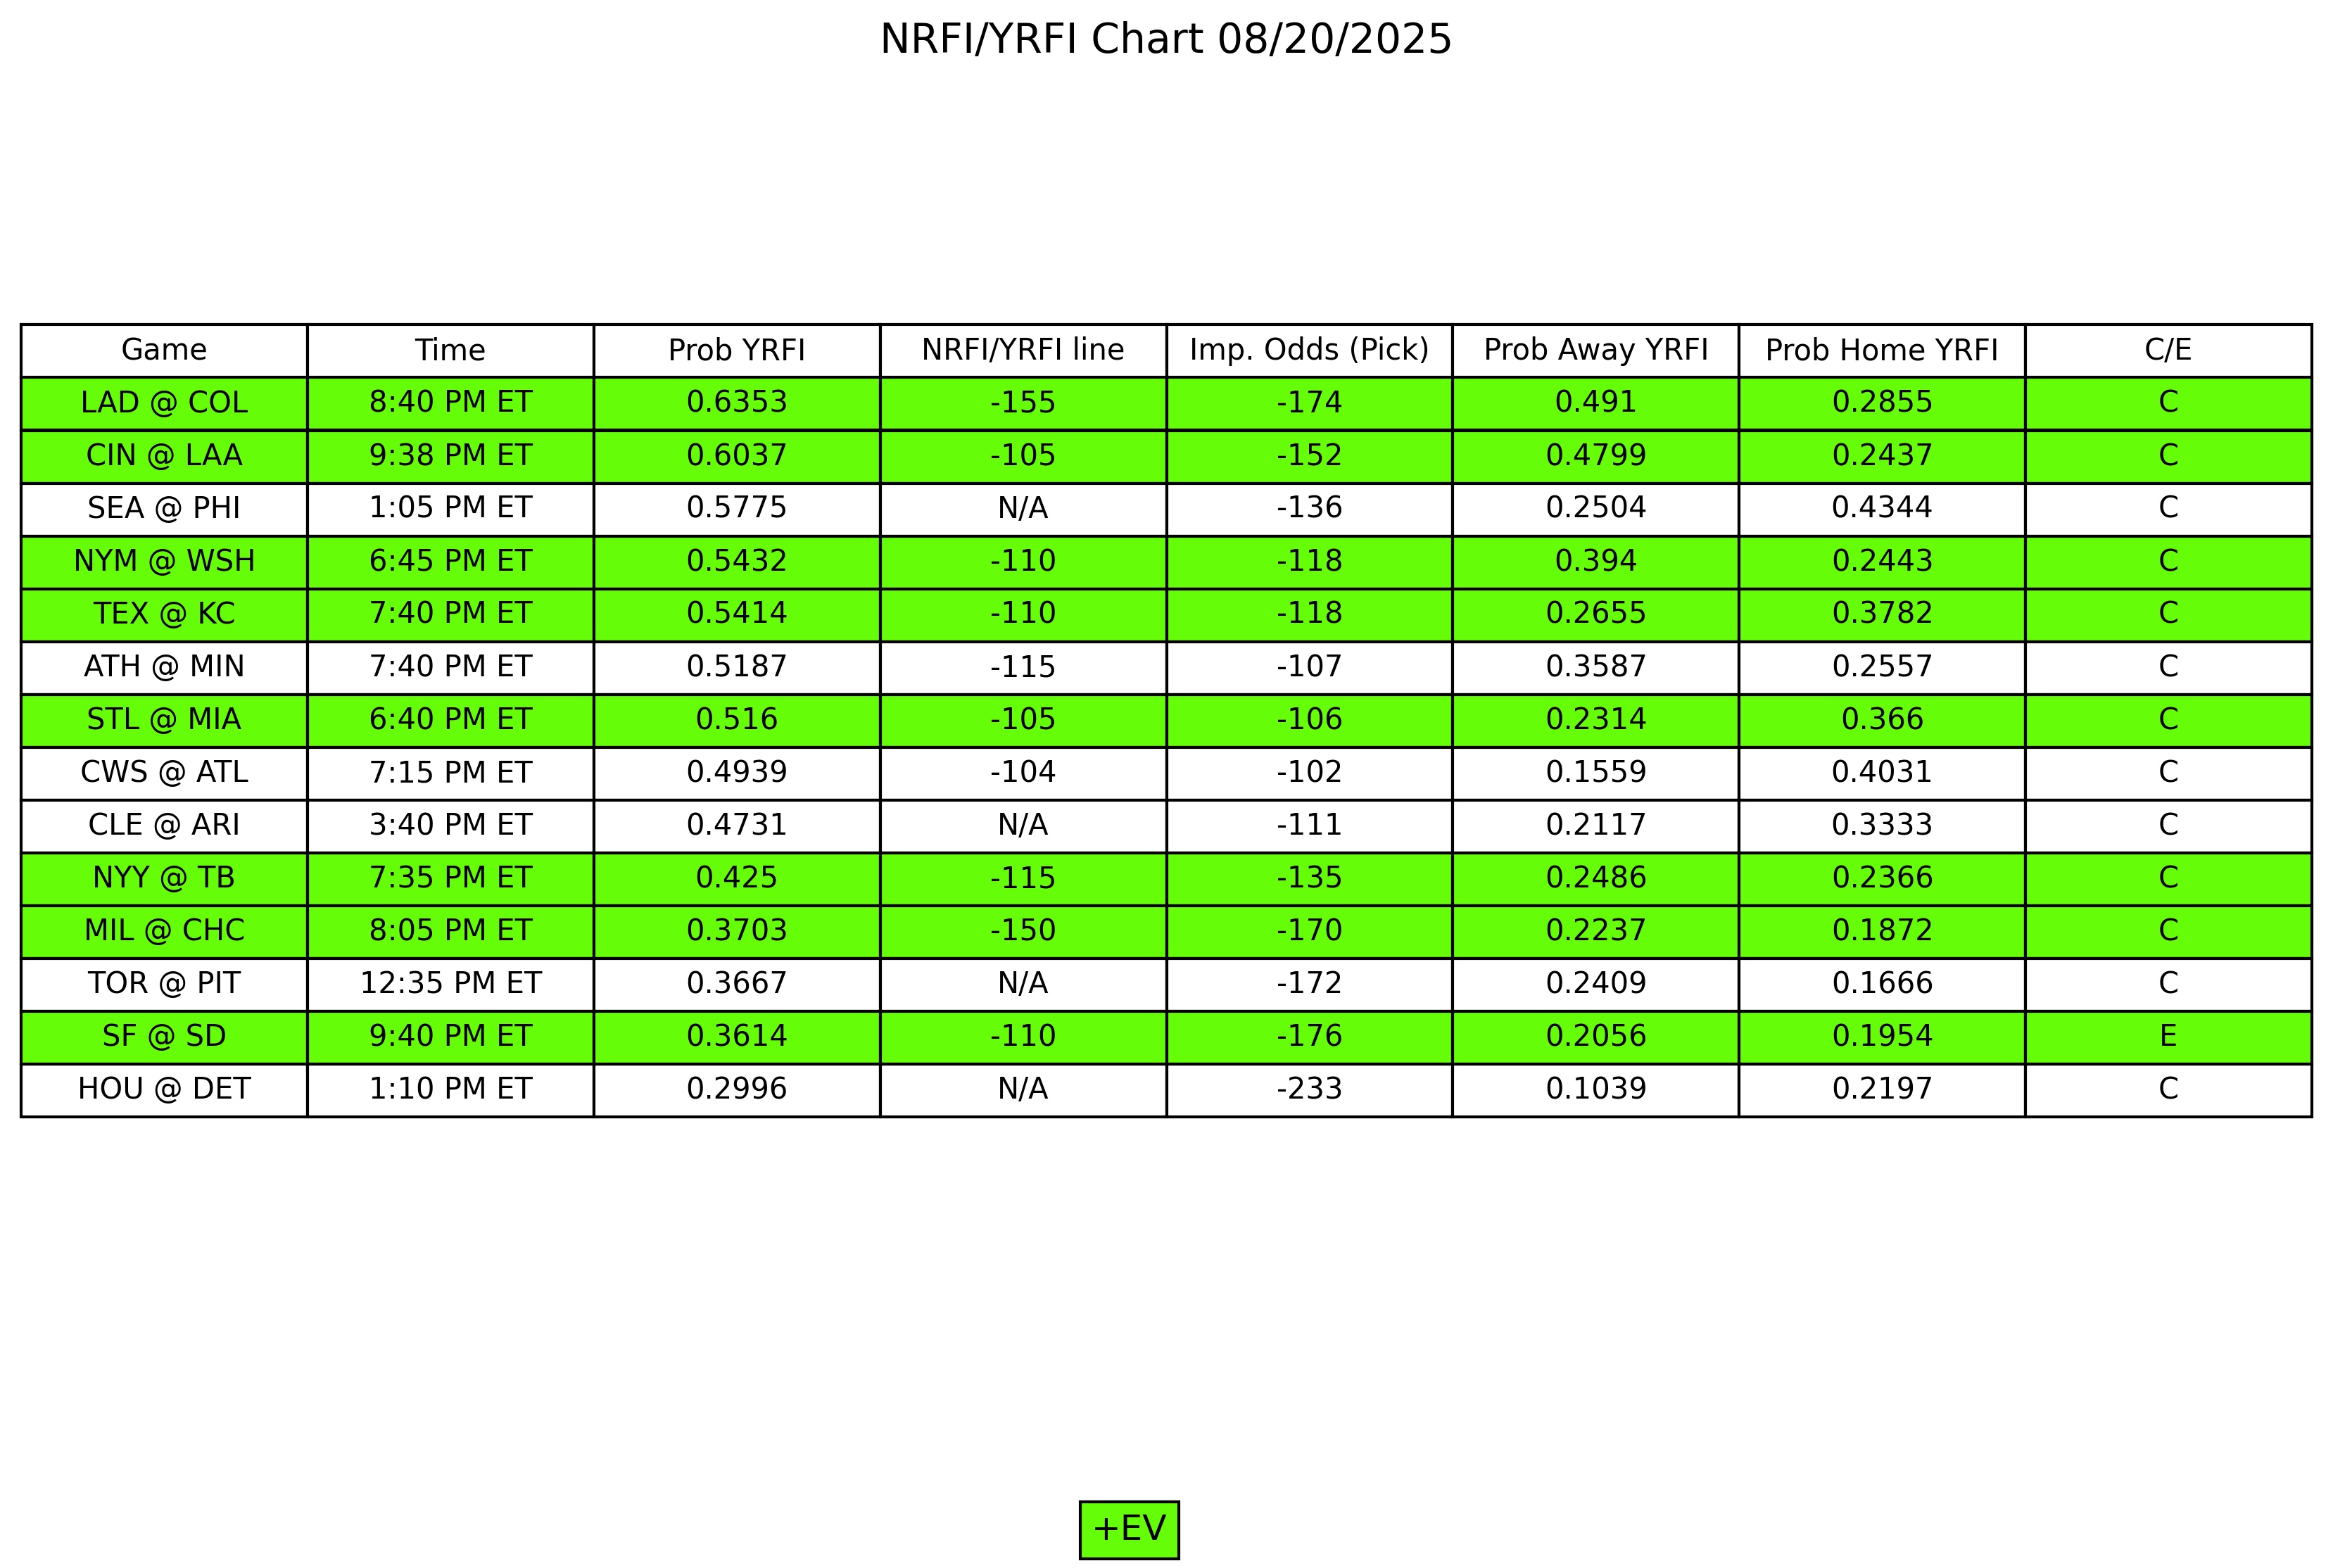 NRFI/YRFI Chart 08/20/2025
Game Time Prob YRFI NRFI/YRFI line Imp. Odds (Pick) Prob Away YRFI Prob Home YRFI C/E
LAD @ COL 8:40 PM ET 0.6353 -155 -174 0.491 0.2855 C
CIN @ LAA 9:38 PM ET 0.6037 -105 -152 0.4799 0.2437 C
SEA @ PHI 1:05 PM ET 0.5775 N/A -136 0.2504 0.4344 C
NYM @ WSH 6:45 PM ET 0.5432 -110 -118 0.394 0.2443 C
TEX @ KC 7:40 PM ET 0.5414 -110 -118 0.2655 0.3782 C
ATH @ MIN 7:40 PM ET 0.5187 -115 -107 0.3587 0.2557 C
STL @ MIA 6:40 PM ET 0.516 -105 -106 0.2314 0.366 C
CWS @ ATL 7:15 PM ET 0.4939 -104 -102 0.1559 0.4031 C
CLE @ ARI 3:40 PM ET 0.4731 N/A -111 0.2117 0.3333 C
NYY @ TB 7:35 PM ET 0.425 -115 -135 0.2486 0.2366 C
MIL @ CHC 8:05 PM ET 0.3703 -150 -170 0.2237 0.1872 C
TOR @ PIT 12:35 PM ET 0.3667 N/A -172 0.2409 0.1666 C
SF @ SD 9:40 PM ET 0.3614 -110 -176 0.2056 0.1954 E
HOU @ DET 1:10 PM ET 0.2996 N/A -233 0.1039 0.2197 C
+EV